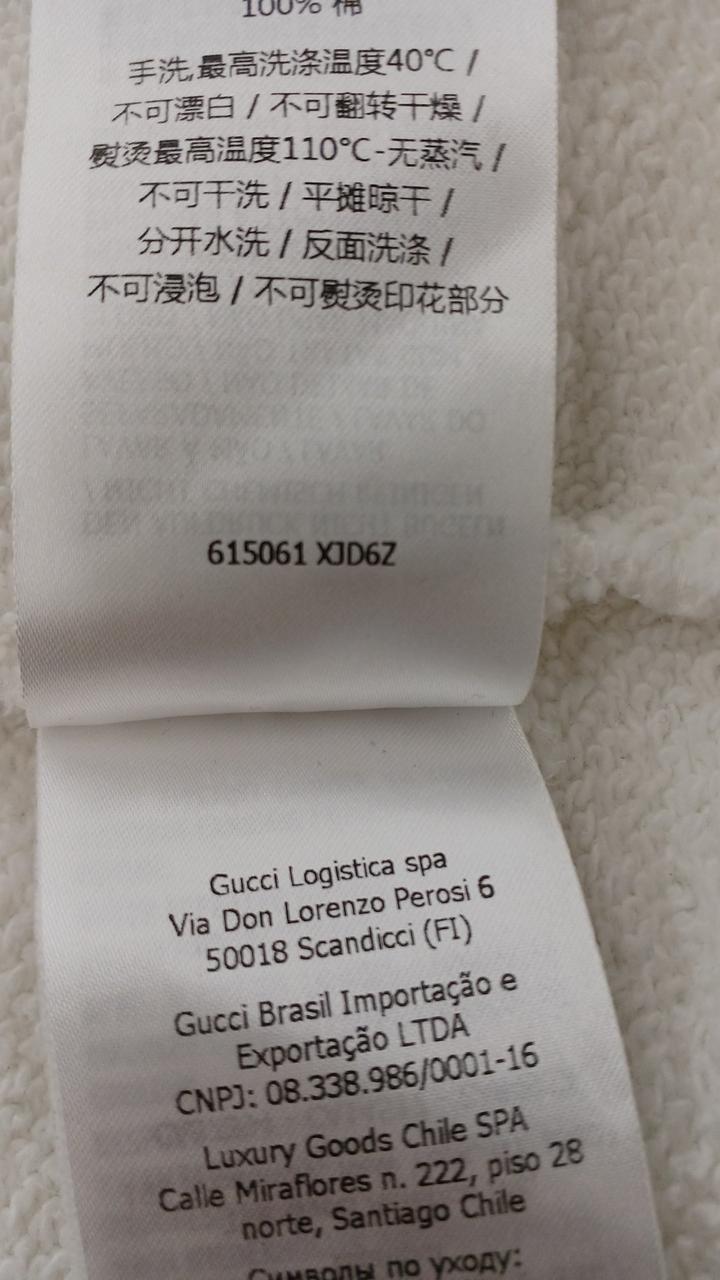 100% 棉
手洗,最高洗涤温度40℃ /
不可漂白 / 不可翻转干燥 /
熨烫最高温度110℃-无蒸汽 /
不可干洗 / 平摊晾干 /
分开水洗 / 反面洗涤 /
不可浸泡 / 不可熨烫印花部分
615061 XJD6Z
Gucci Logistica spa
Via Don Lorenzo Perosi 6
50018 Scandicci (FI)
Gucci Brasil Importação e
Exportação LTDA
CNPJ: 08.338.986/0001-16
Luxury Goods Chile SPA
Calle Miraflores n. 222, piso 28
norte, Santiago Chile
Символы по уходу: